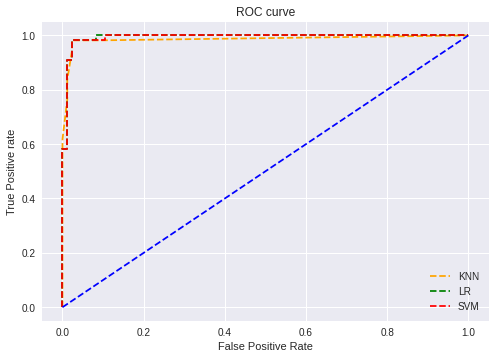 ROC curve
True Positive rate
1.0
0.8
0.6
0.4
0.2
0.0
KNN
LR
SVM
0.0 0.2 0.4 0.6 0.8 1.0
False Positive Rate